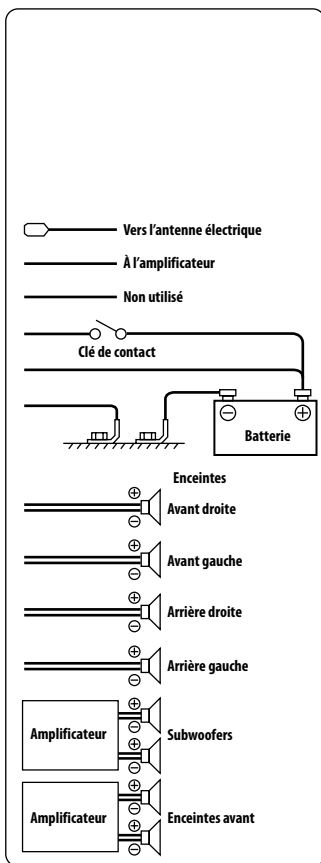 Vers l'antenne électrique
À l'amplificateur
Non utilisé
Clé de contact
⊖ ⊕
Batterie
Enceintes
⊕
Avant droite
⊖
⊕
Avant gauche
⊖
⊕
Arrière droite
⊖
⊕
Arrière gauche
⊖
⊕
Amplificateur
⊖
Subwoofers
⊕
⊖
⊕
Amplificateur
⊖
Enceintes avant
⊕
⊖